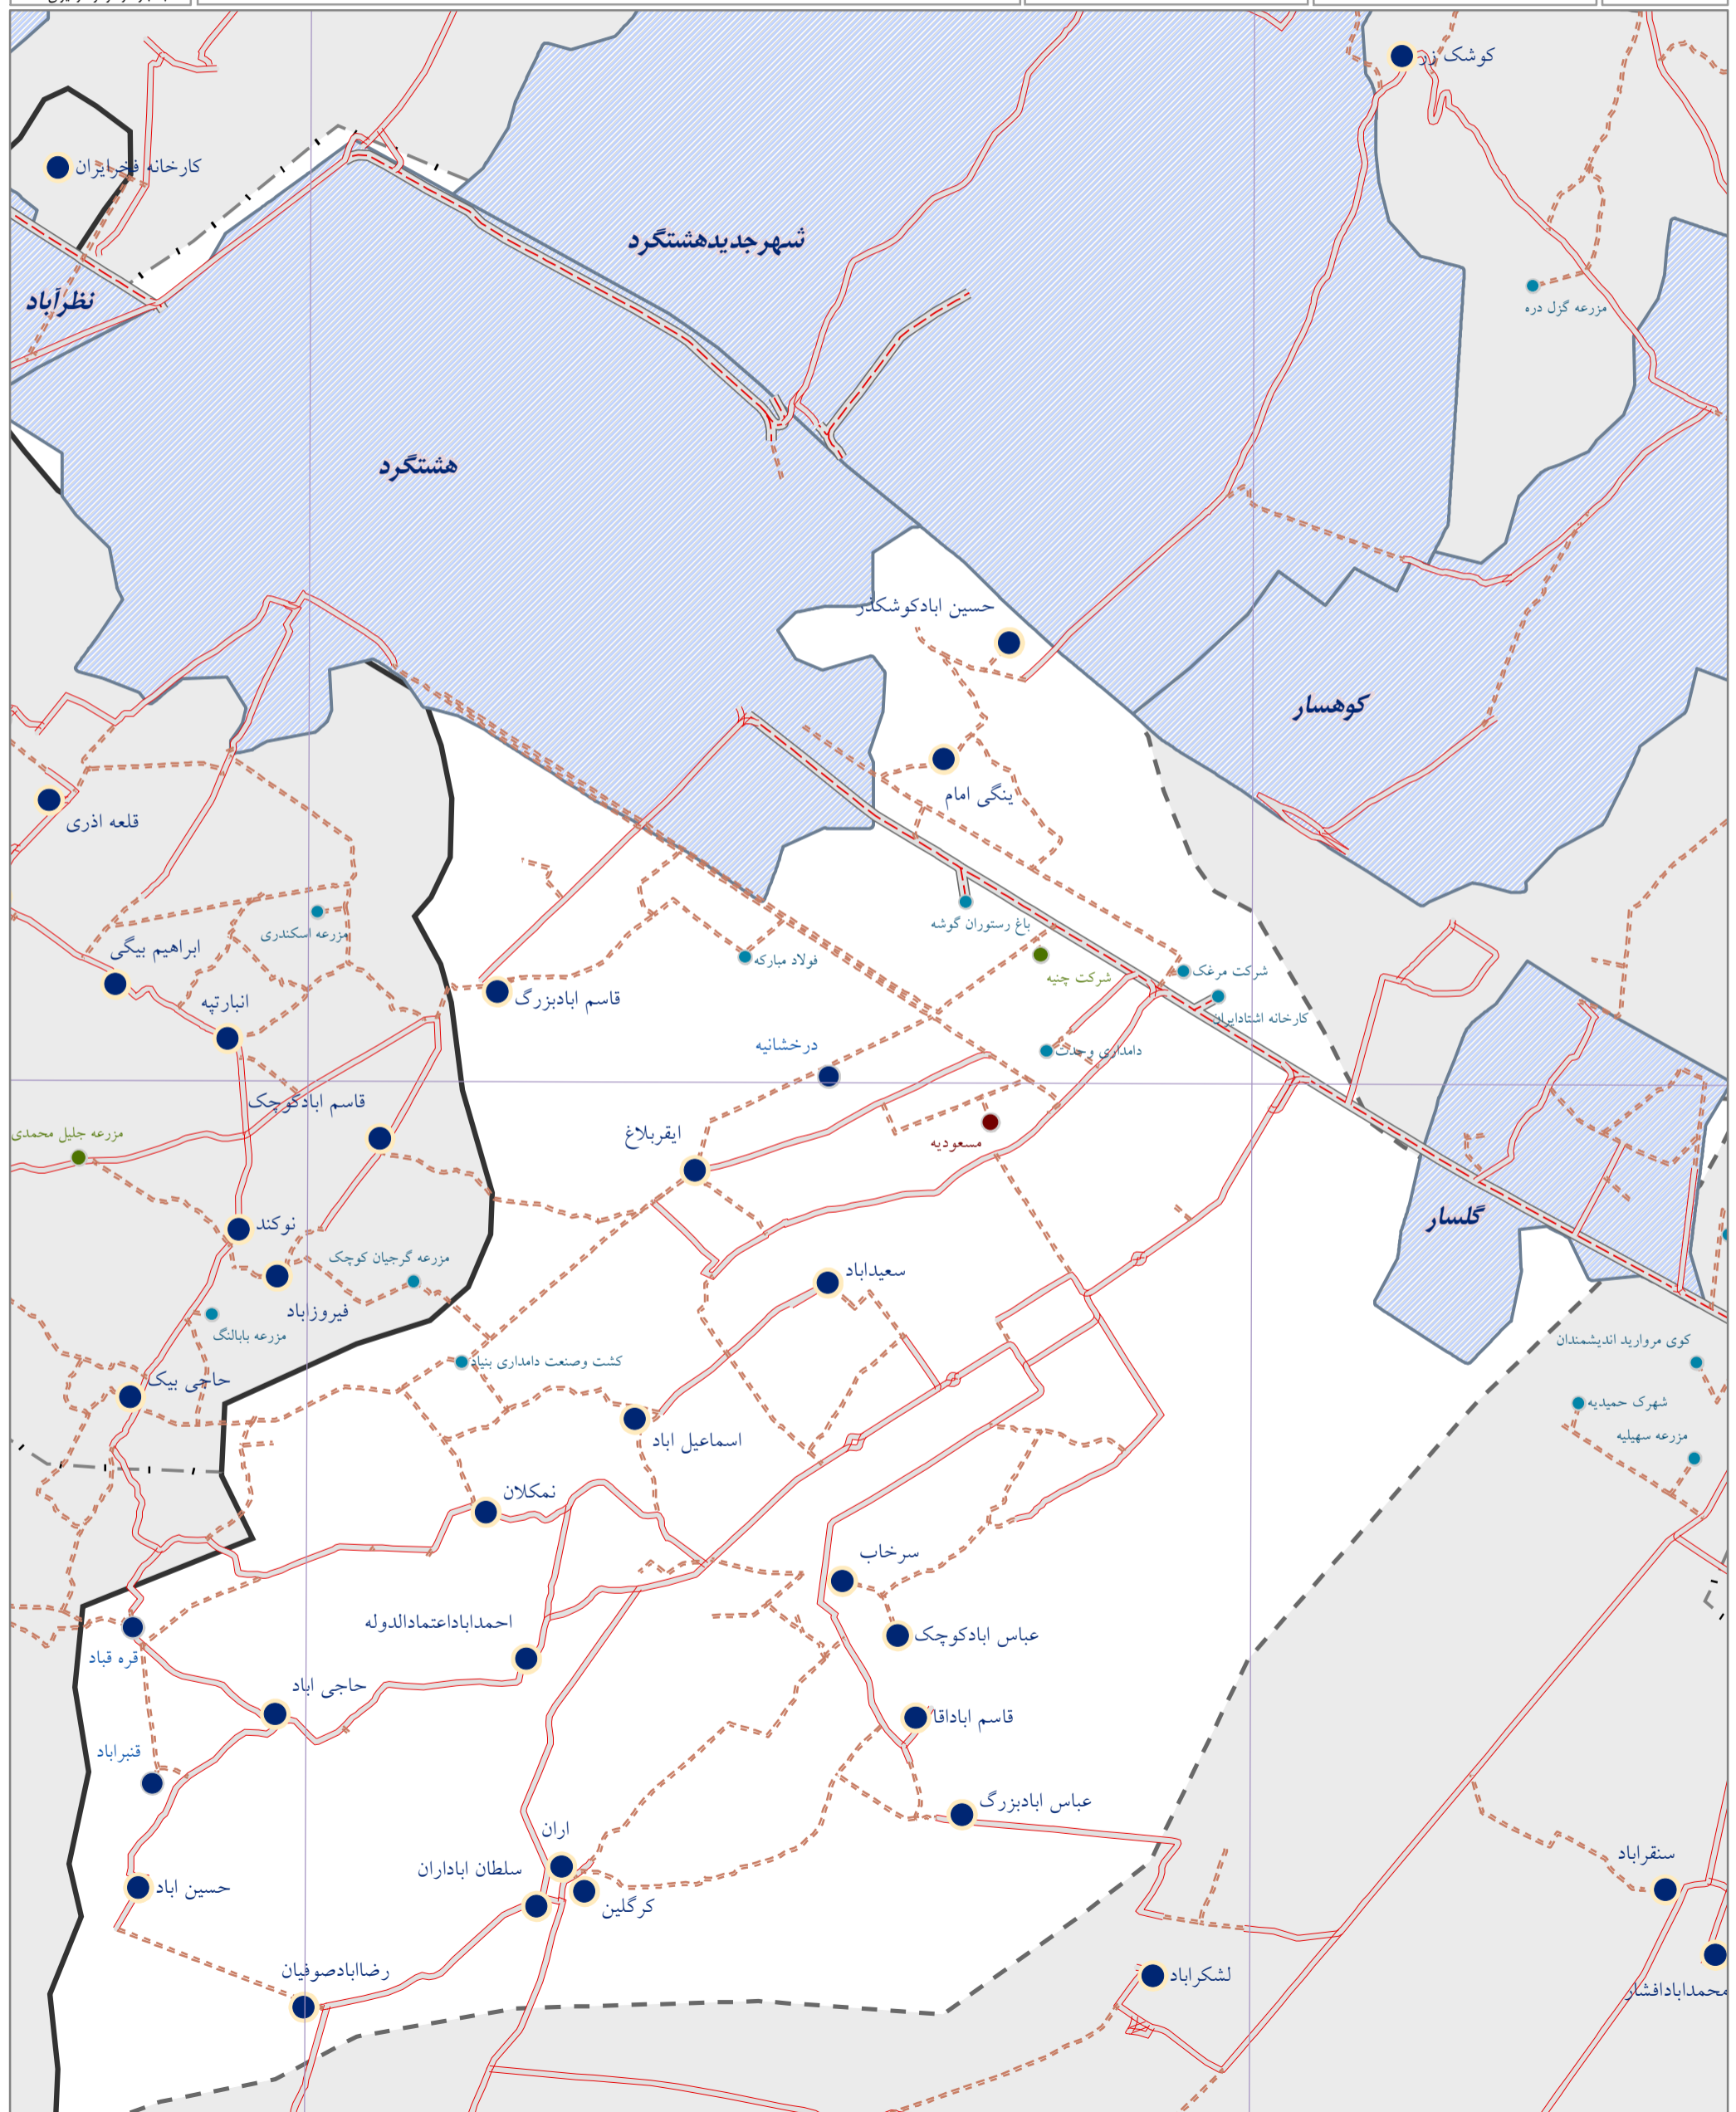 کوشک زر
کارخانه فخرایران
شهرجدیدهشتگرد
نظرآباد
مزرعه گزل دره
هشتگرد
حسین ابادکوشکذر
کوهسار
ینگی امام
قلعه اذری
باغ رستوران گوشه
مزرعه اسکندری
ابراهیم بیگی
فولاد مبارکه
شرکت مرغک
شرکت چنیه
قاسم ابادبزرگ
انبارتپه
کارخانه اشتادایران
درخشانیه
دامداری وحدت
قاسم ابادکوچک
مزرعه جلیل محمدی
ایقربلاغ
مسعودیه
نوکند
گلسار
مزرعه گرجیان کوچک
سعیداباد
فیروزاباد
مزرعه بابالنگ
کوی مروارید اندیشمندان
کشت وصنعت دامداری بنیاد
حاجی بیک
شهرک حمیدیه
مزرعه سهیلیه
اسماعیل اباد
نمکلان
سرخاب
احمداباداعتمادالدوله
عباس ابادکوچک
قره قباد
حاجی اباد
قاسم اباداقا
قنبراباد
عباس ابادبزرگ
اران
سنقراباد
سلطان اباداران
حسین اباد
کرگلین
رضاابادصوفیان
لشکراباد
محمدابادافشار